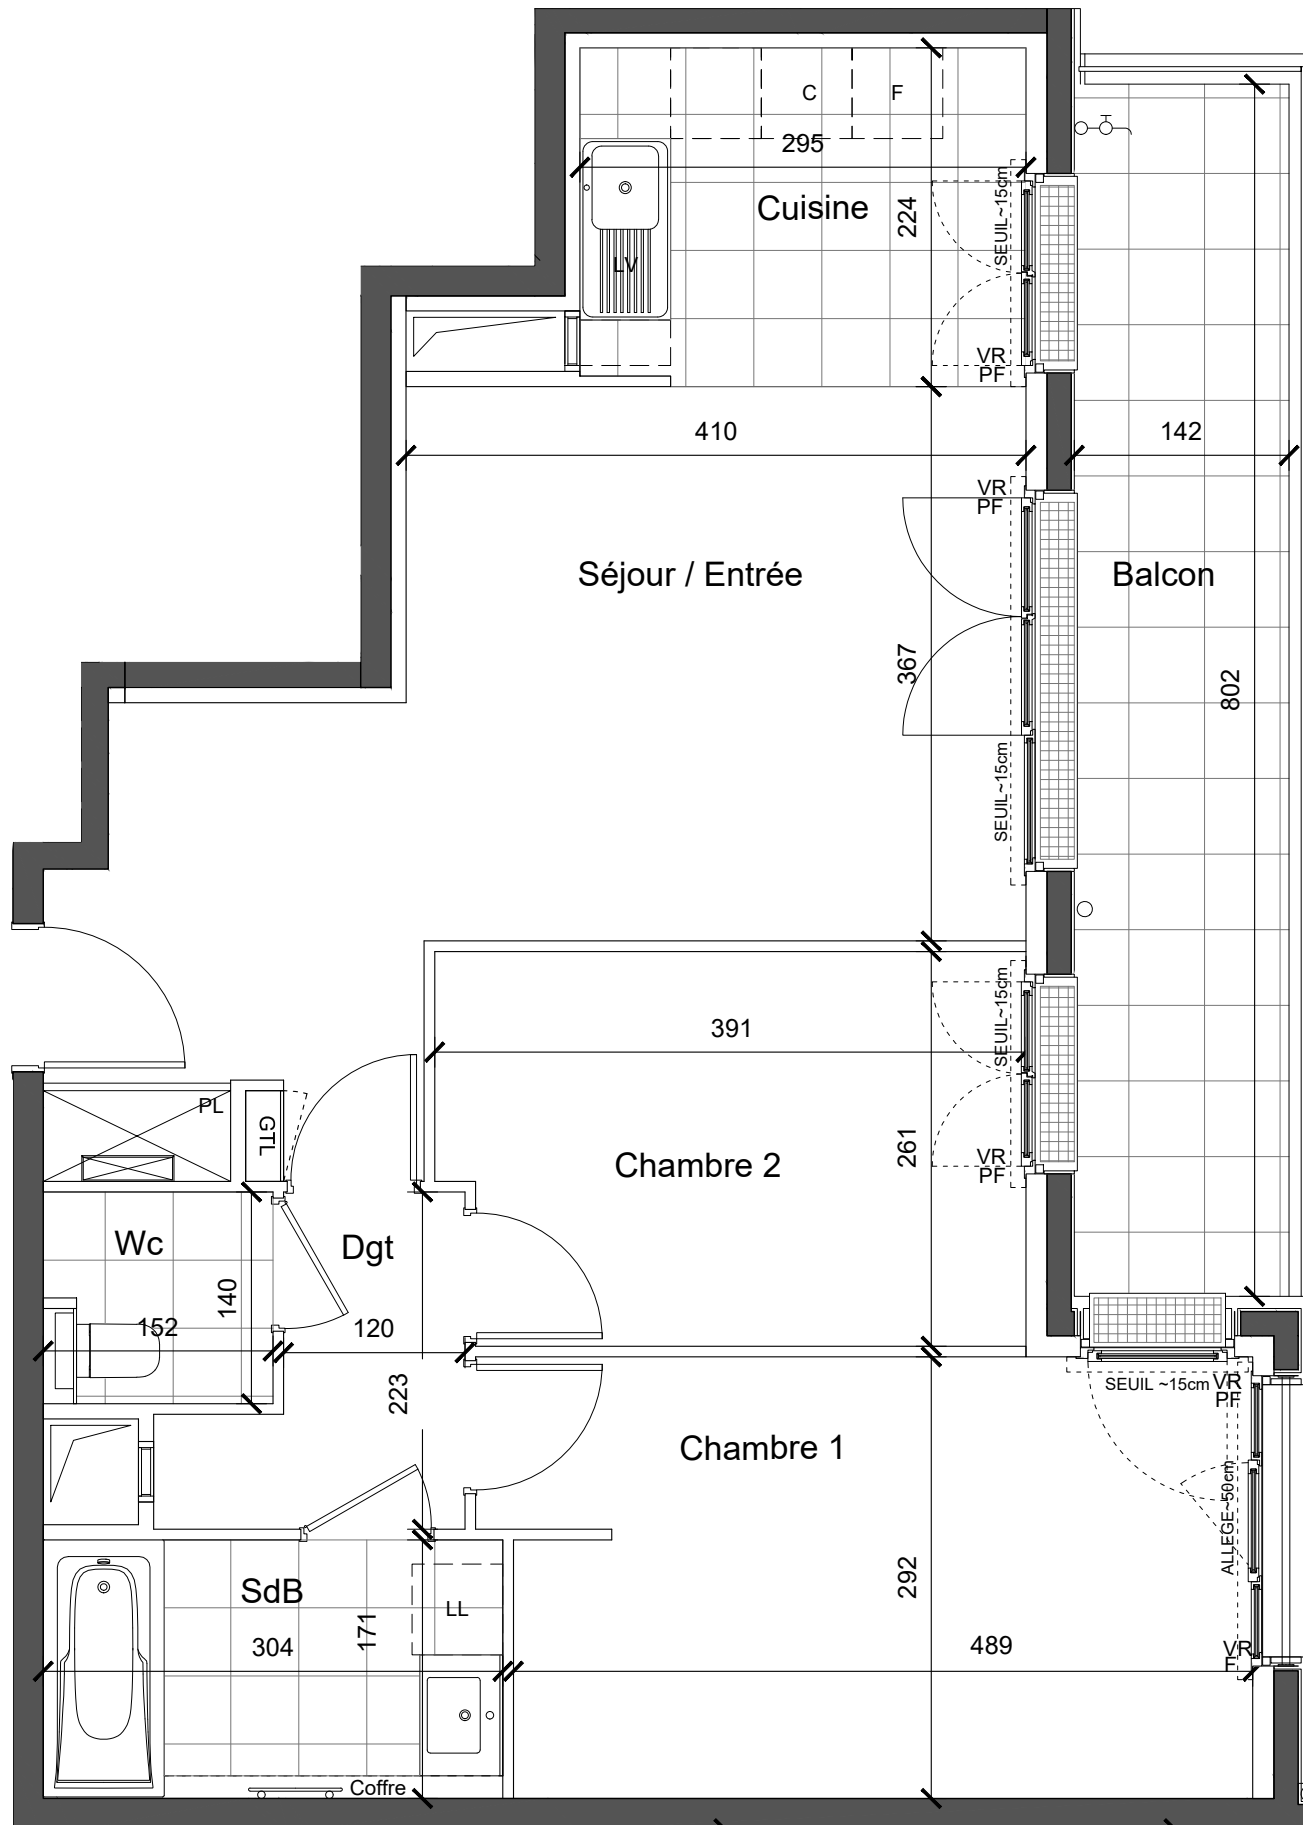 C
F
295
Cuisine
224
SEUIL~15cm
LV
VR
PF
410
142
VR
PF
Séjour / Entrée
Balcon
367
802
SEUIL~15cm
SEUIL~15cm
391
PL
GTL
261
Chambre 2
VR
PF
Wc
Dgt
140
152
120
223
SEUIL ~15cm
VR
PF
Chambre 1
ALLEGE~50cm
292
SdB
LL
171
304
489
VR
F
Coffre